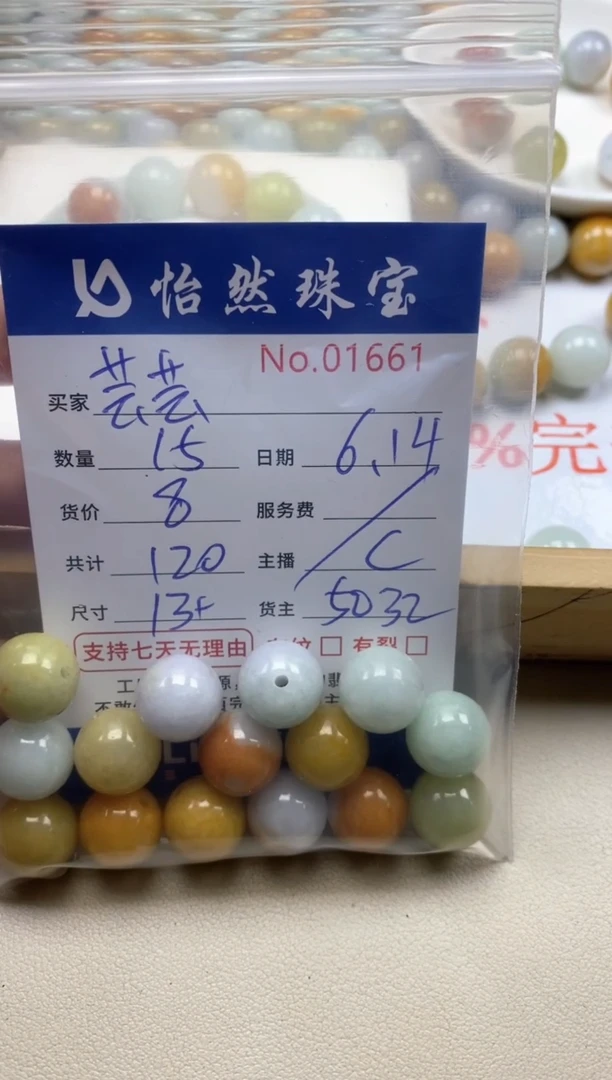 怡然珠宝
No.01661
买家 芸芸
数量 15 日期 6.14
货价 8 服务费
共计 120 主播 C
尺寸 13+ 货主 5032
支持七天无理由 有裂
%完